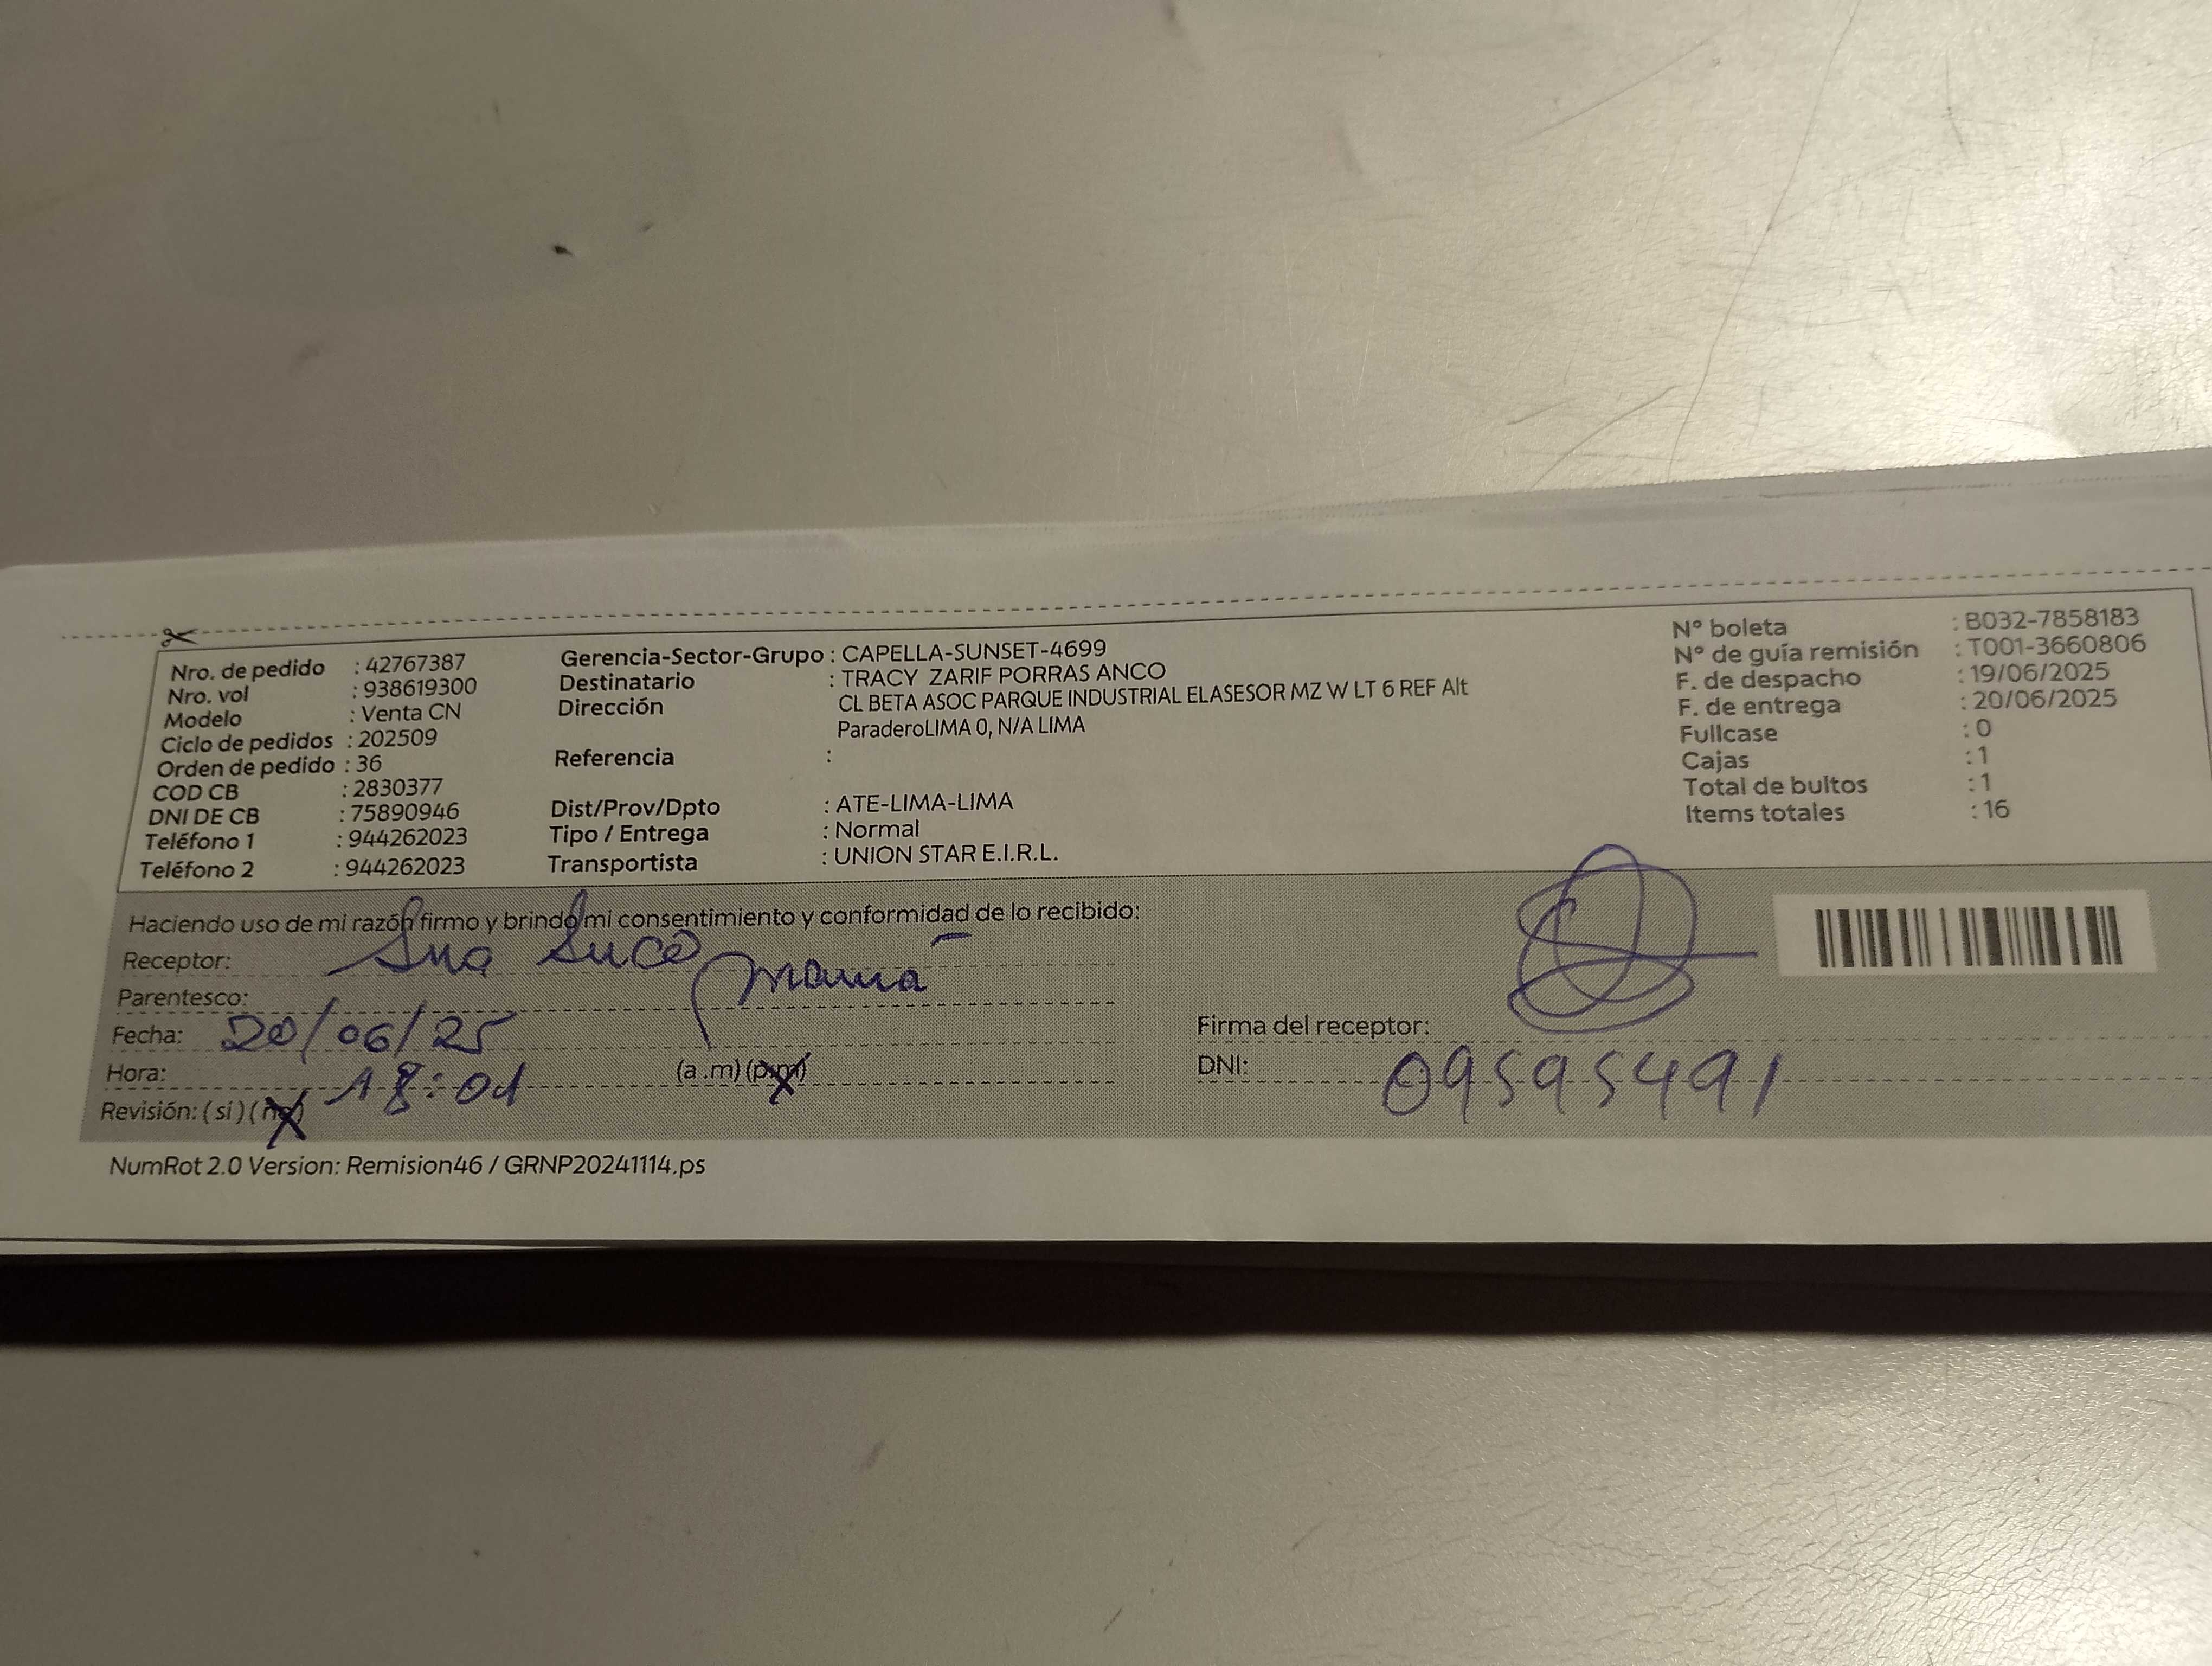 Nro. de pedido : 42767387
Nro. vol : 938619300
Modelo : Venta CN
Ciclo de pedidos : 202509
Orden de pedido : 36
COD CB : 2830377
DNI DE CB : 75890946
Teléfono 1 : 944262023
Teléfono 2 : 944262023
Gerencia-Sector-Grupo : CAPELLA-SUNSET-4699
Destinatario : TRACY ZARIF PORRAS ANCO
Dirección CL BETA ASOC PARQUE INDUSTRIAL ELASESOR MZ W LT 6 REF Alt
ParaderoLIMA 0, N/A LIMA
Referencia :
Dist/Prov/Dpto : ATE-LIMA-LIMA
Tipo / Entrega : Normal
Transportista : UNION STAR E.I.R.L.
N° boleta : B032-7858183
N° de guía remisión : T001-3660806
F. de despacho : 19/06/2025
F. de entrega : 20/06/2025
Fullcase : 0
Cajas : 1
Total de bultos : 1
Items totales : 16
Haciendo uso de mi razón firmo y brindo mi consentimiento y conformidad de lo recibido:
Receptor: Ana
Parentesco: mamá
Fecha: 20/06/25
Hora: 18:01 (a .m) (p.m)
Revisión: ( si ) ( no )
Firma del receptor:
DNI: 09595491
NumRot 2.0 Version: Remision46 / GRNP20241114.ps